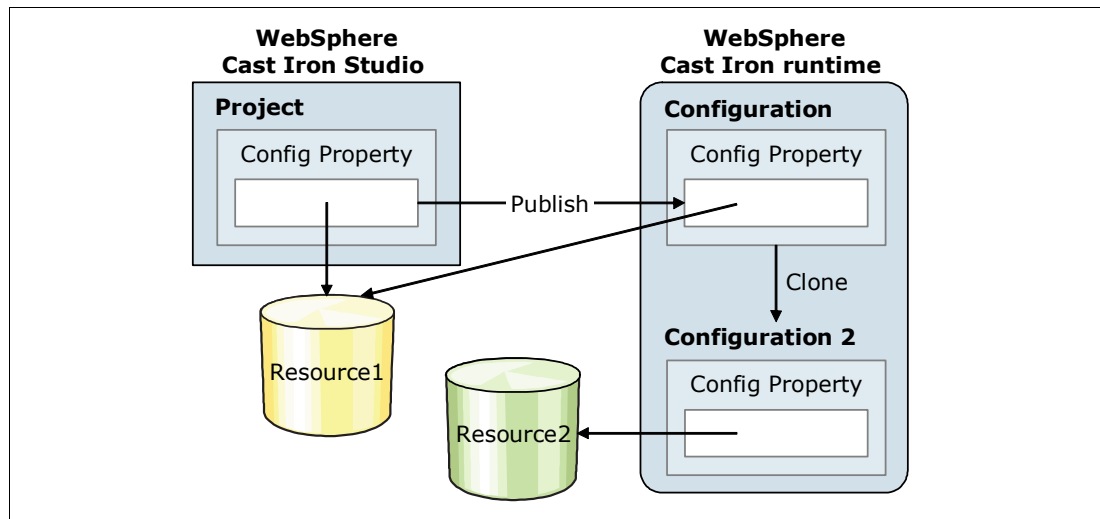 WebSphere
Cast Iron Studio
WebSphere
Cast Iron runtime
Project
Config Property
Publish
Configuration
Config Property
Clone
Configuration 2
Config Property
Resource1
Resource2